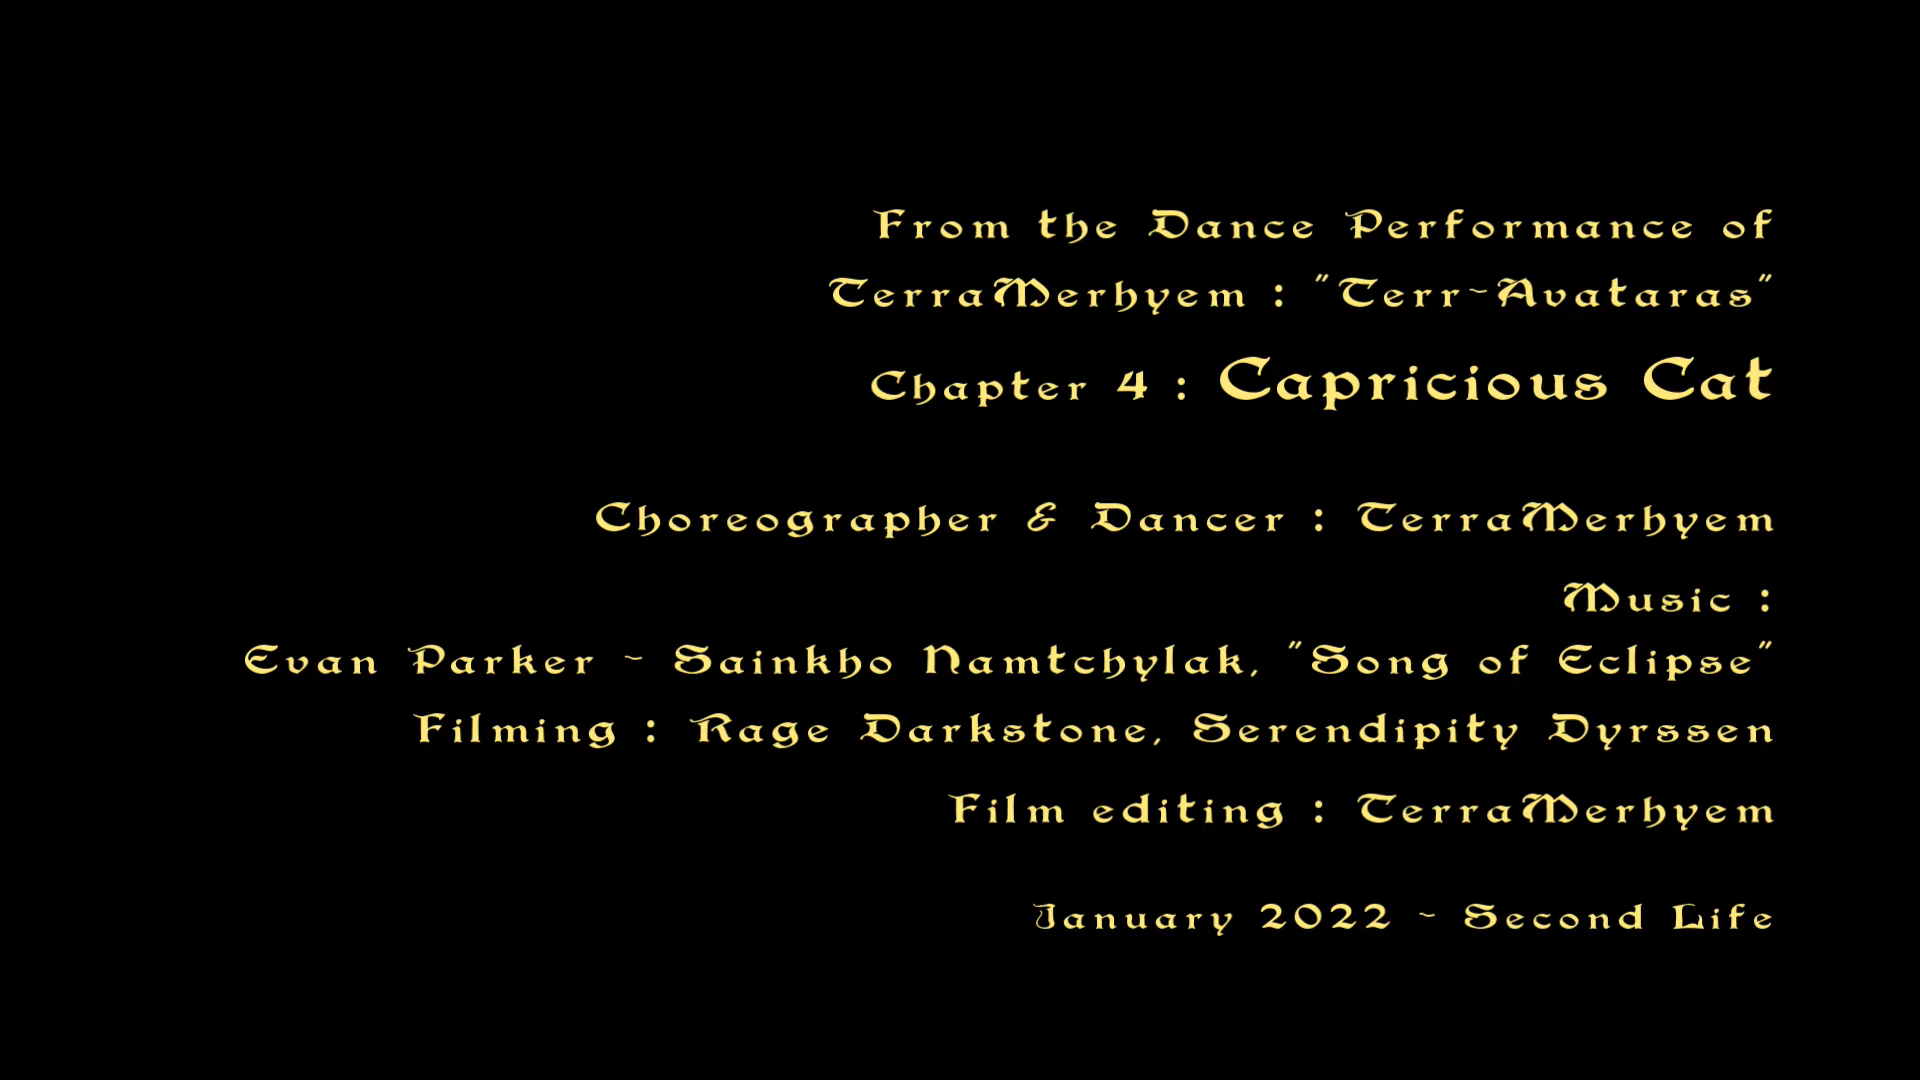 From the Dance Performance of
TerraMerhyem : "Terr~Avataras"
Chapter 4 : Capricious Cat
Choreographer & Dancer : TerraMerhyem
Music :
Evan Parker ~ Sainkho Namtchylak, "Song of Eclipse"
Filming : Rage Darkstone, Serendipity Dyrssen
Film editing : TerraMerhyem
January 2022 ~ Second Life